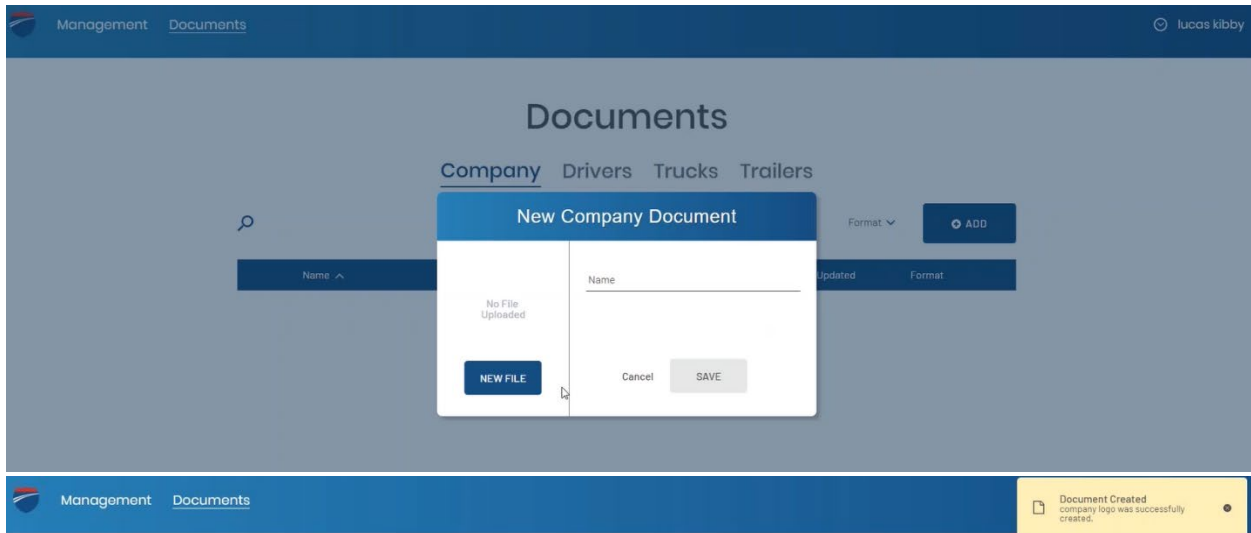 Management Documents lucas kibby
Documents
Company Drivers Trucks Trailers
New Company Document
Format ADD
Name Updated Format
Name
No File
Uploaded
NEW FILE Cancel SAVE
Management Documents
Document Created
company logo was successfully
created.